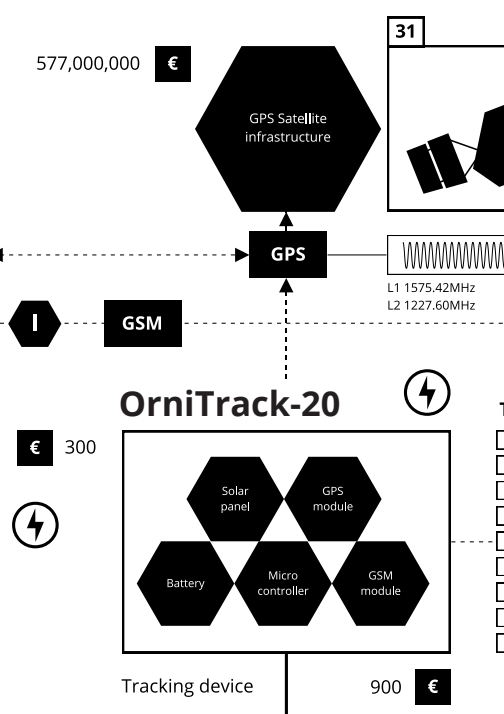 31
577,000,000 €
GPS Satellite
infrastructure
GPS
L1 1575.42MHz
L2 1227.60MHz
I
GSM
OrniTrack-20
€ 300
Solar
panel
GPS
module
Battery
Micro
controller
GSM
module
Tracking device
900 €